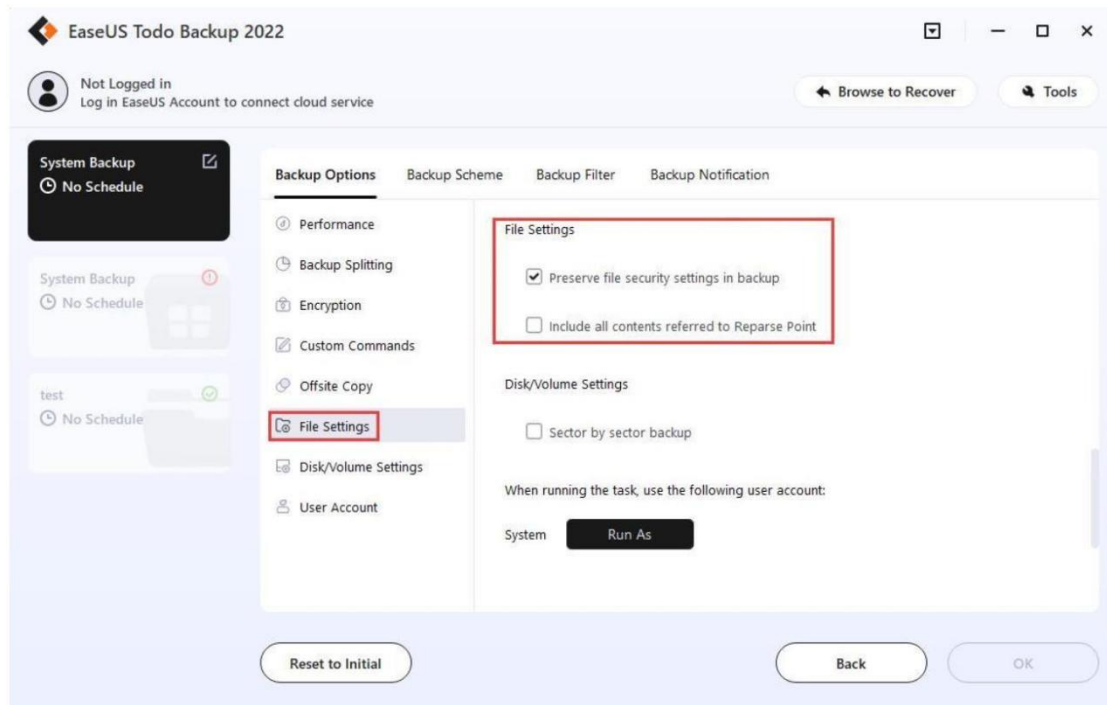 EaseUS Todo Backup 2022
Not Logged in
Log in EaseUS Account to connect cloud service
Browse to Recover
Tools
System Backup
No Schedule
System Backup
No Schedule
test
No Schedule
Backup Options
Backup Scheme
Backup Filter
Backup Notification
Performance
Backup Splitting
Encryption
Custom Commands
Offsite Copy
File Settings
Disk/Volume Settings
User Account
File Settings
Preserve file security settings in backup
Include all contents referred to Reparse Point
Disk/Volume Settings
Sector by sector backup
When running the task, use the following user account:
System
Run As
Reset to Initial
Back
OK